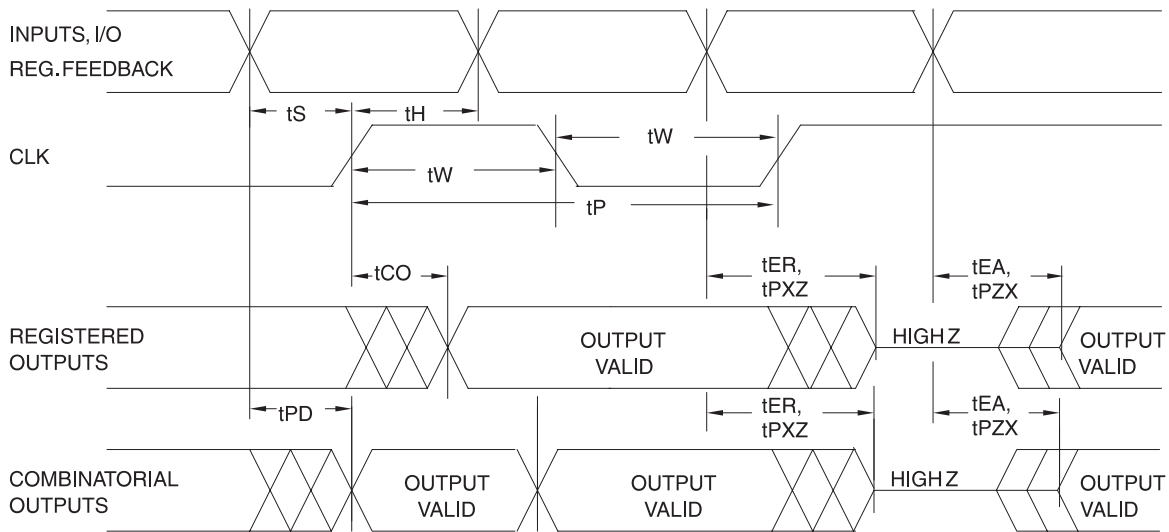 INPUTS, I/O
REG.FEEDBACK
tS
tH
CLK
tW
tW
tP
tCO
tER,
tPXZ
tEA,
tPZX
REGISTERED
OUTPUTS
OUTPUT
VALID
HIGH Z
OUTPUT
VALID
tPD
tER,
tPXZ
tEA,
tPZX
COMBINATORIAL
OUTPUTS
OUTPUT
VALID
OUTPUT
VALID
HIGH Z
OUTPUT
VALID